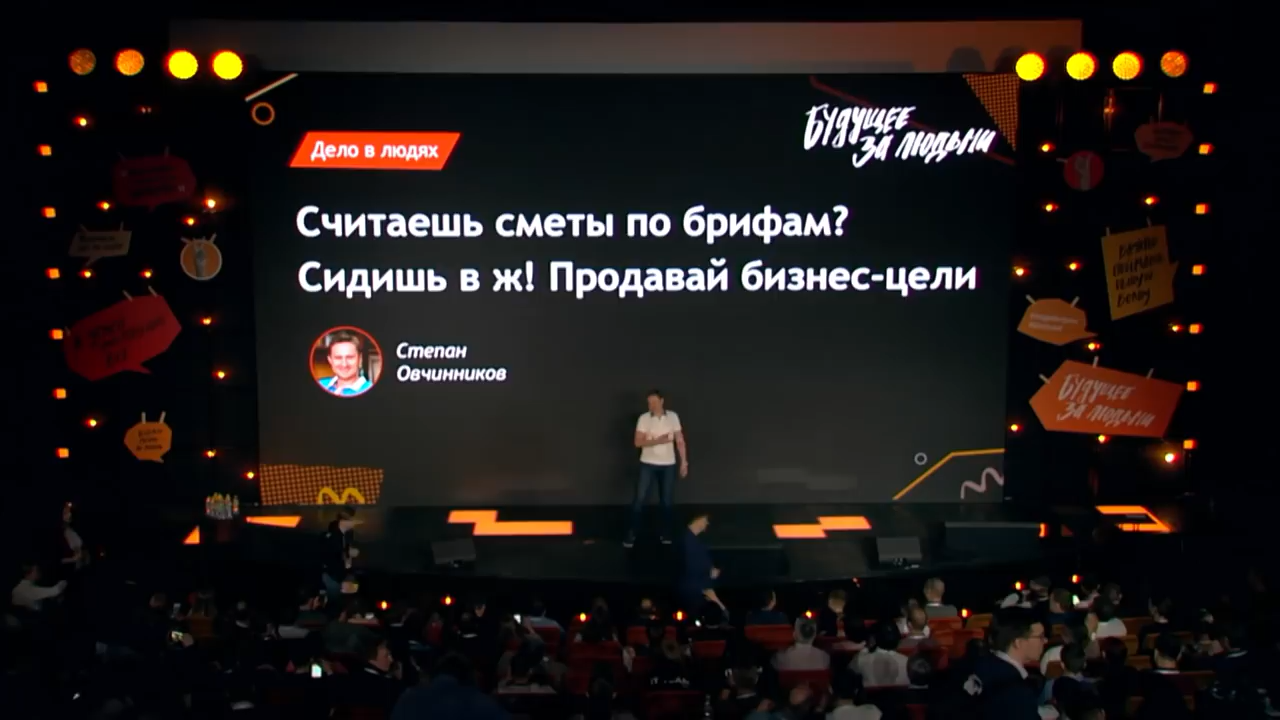 БУДУЩЕЕ
ЗА ЛЮДЬМИ
Дело в людях
Считаешь сметы по брифам?
Сидишь в ж! Продавай бизнес-цели
Степан
Овчинников
БУДУЩЕЕ
ЗА ЛЮДЬМИ